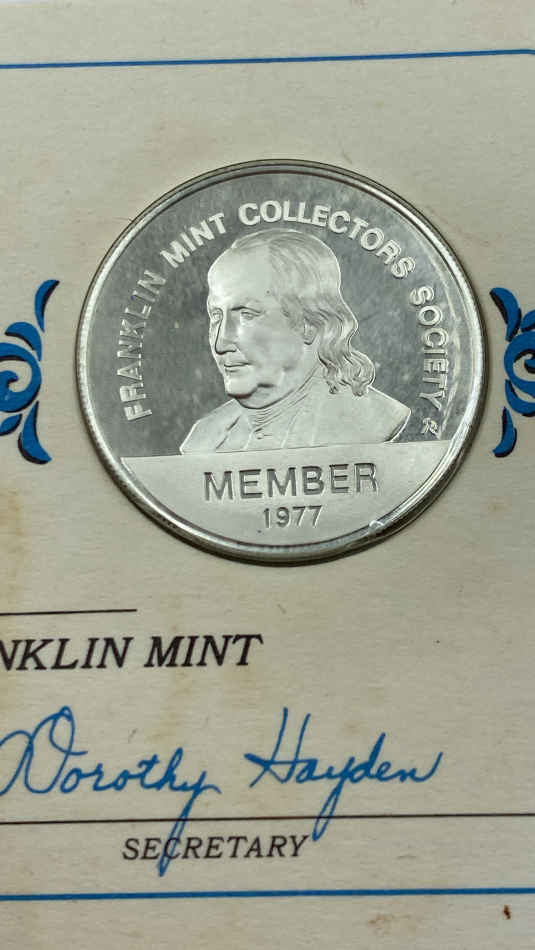 FRANKLIN MINT COLLECTORS SOCIETY
MEMBER
1977
NKLIN MINT
Dorothy Hayden
SECRETARY